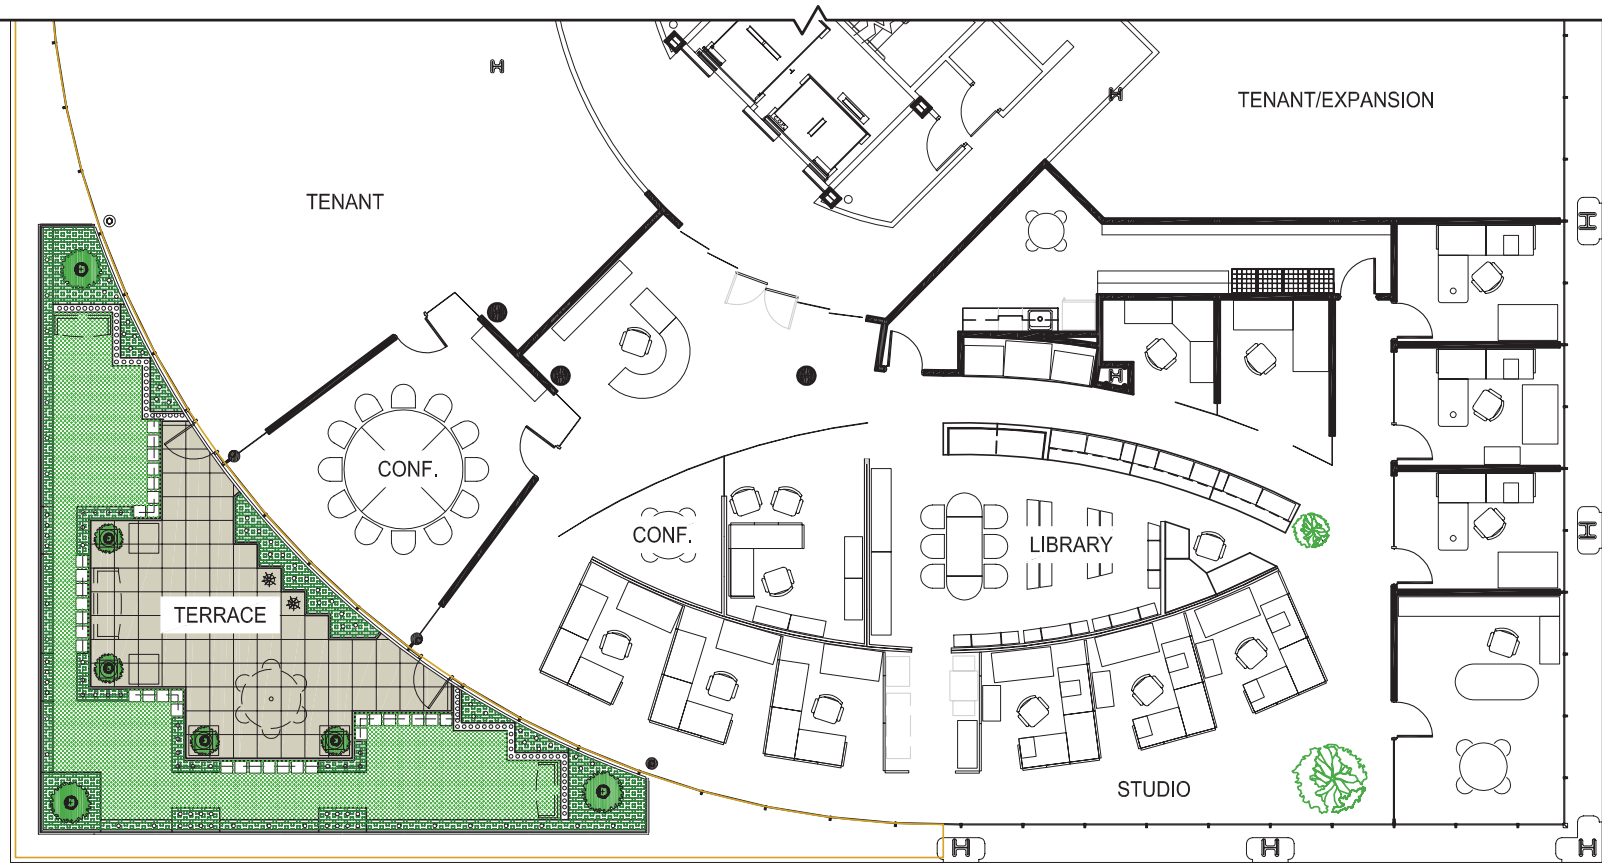 TENANT/EXPANSION
TENANT
CONF.
CONF.
LIBRARY
TERRACE
STUDIO